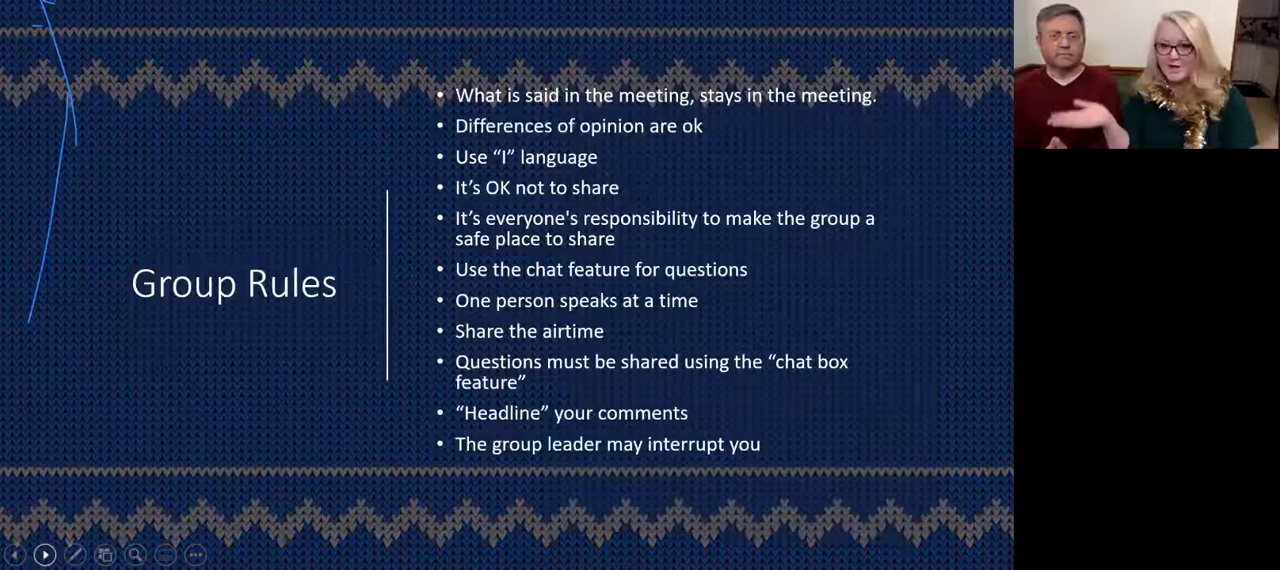 Group Rules
• What is said in the meeting, stays in the meeting.
• Differences of opinion are ok
• Use “I” language
• It’s OK not to share
• It’s everyone's responsibility to make the group a
safe place to share
• Use the chat feature for questions
• One person speaks at a time
• Share the airtime
• Questions must be shared using the “chat box
feature”
• “Headline” your comments
• The group leader may interrupt you